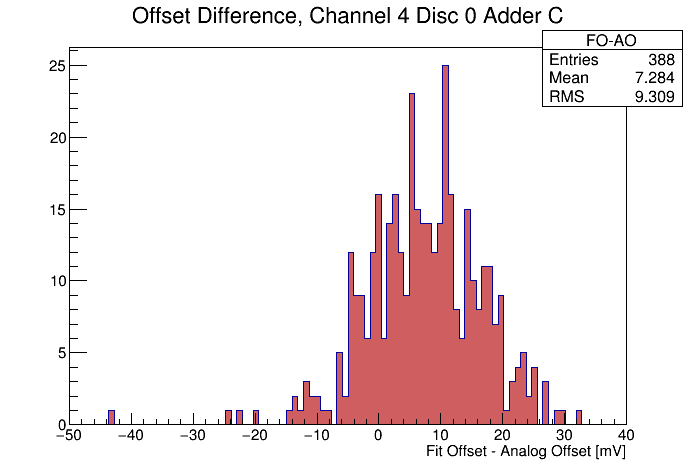 Offset Difference, Channel 4 Disc 0 Adder C
FO-AO
Entries 388
Mean 7.284
RMS 9.309
25
20
15
10
5
0
−50 −40 −30 −20 −10 0 10 20 30 40
Fit Offset - Analog Offset [mV]